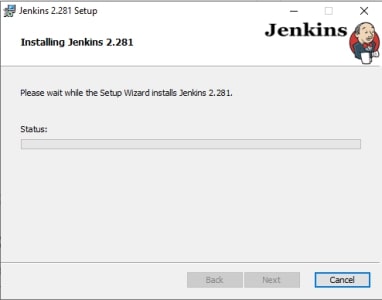 Jenkins 2.281 Setup
Jenkins
Installing Jenkins 2.281
Please wait while the Setup Wizard installs Jenkins 2.281.
Status:
Back
Next
Cancel